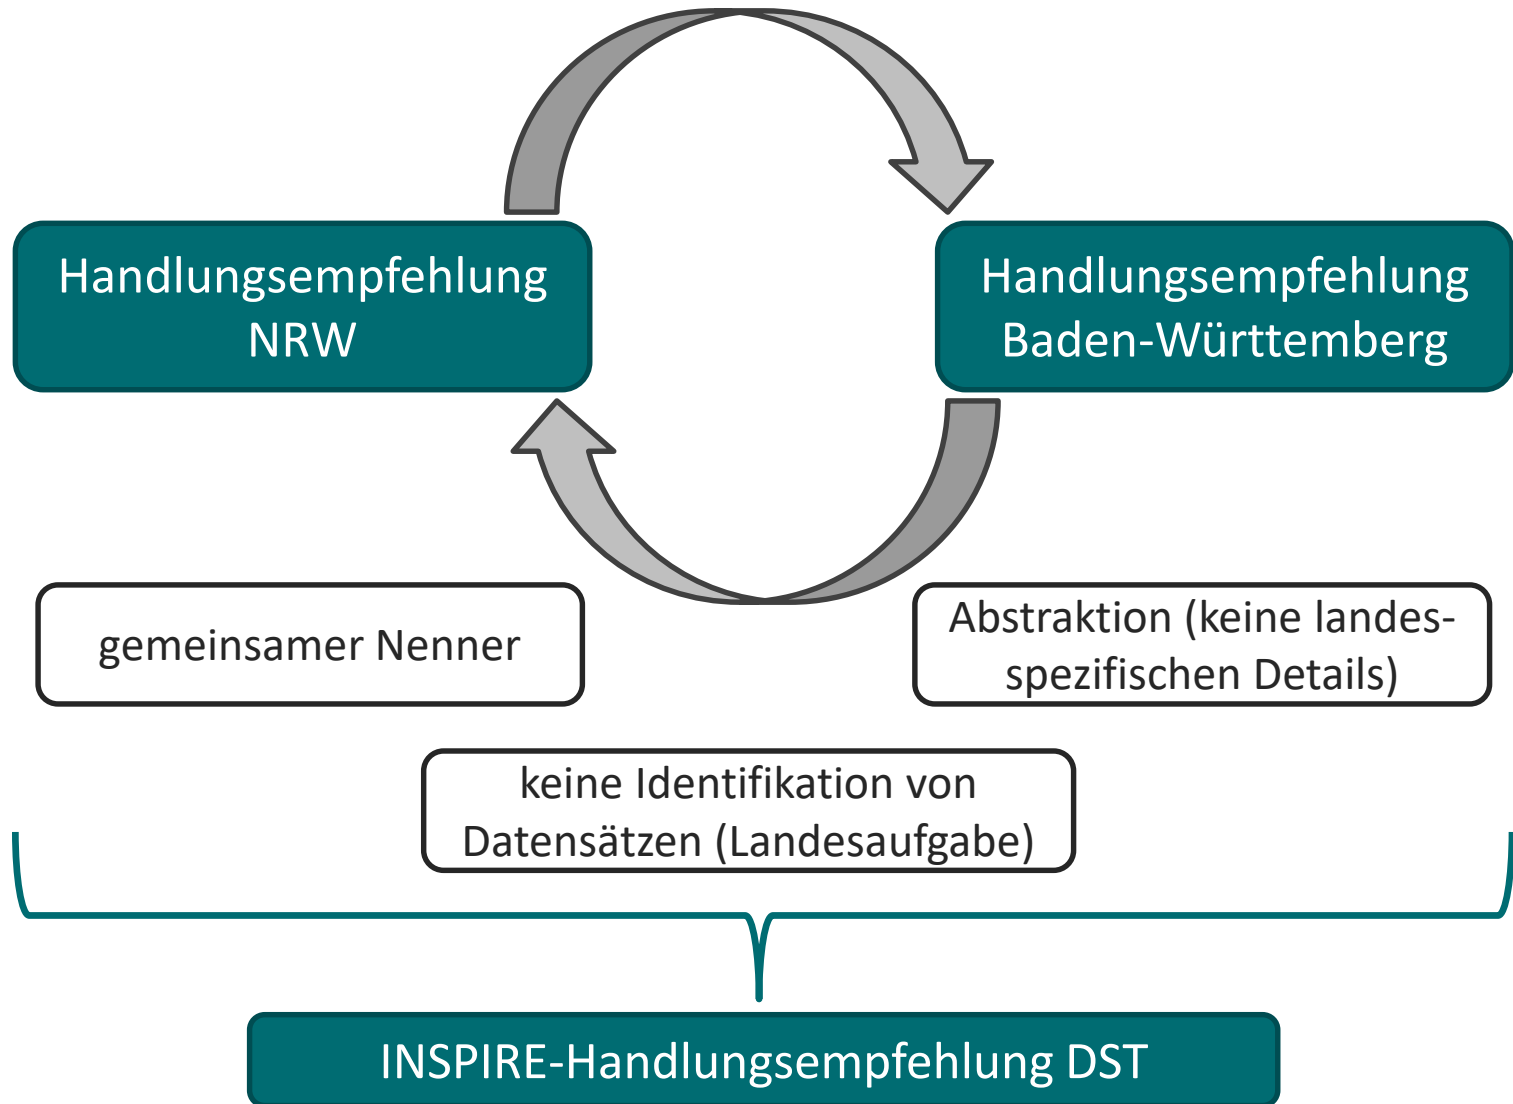 Handlungsempfehlung
NRW
Handlungsempfehlung
Baden-Württemberg
gemeinsamer Nenner
Abstraktion (keine landes-
spezifischen Details)
keine Identifikation von
Datensätzen (Landesaufgabe)
INSPIRE-Handlungsempfehlung DST